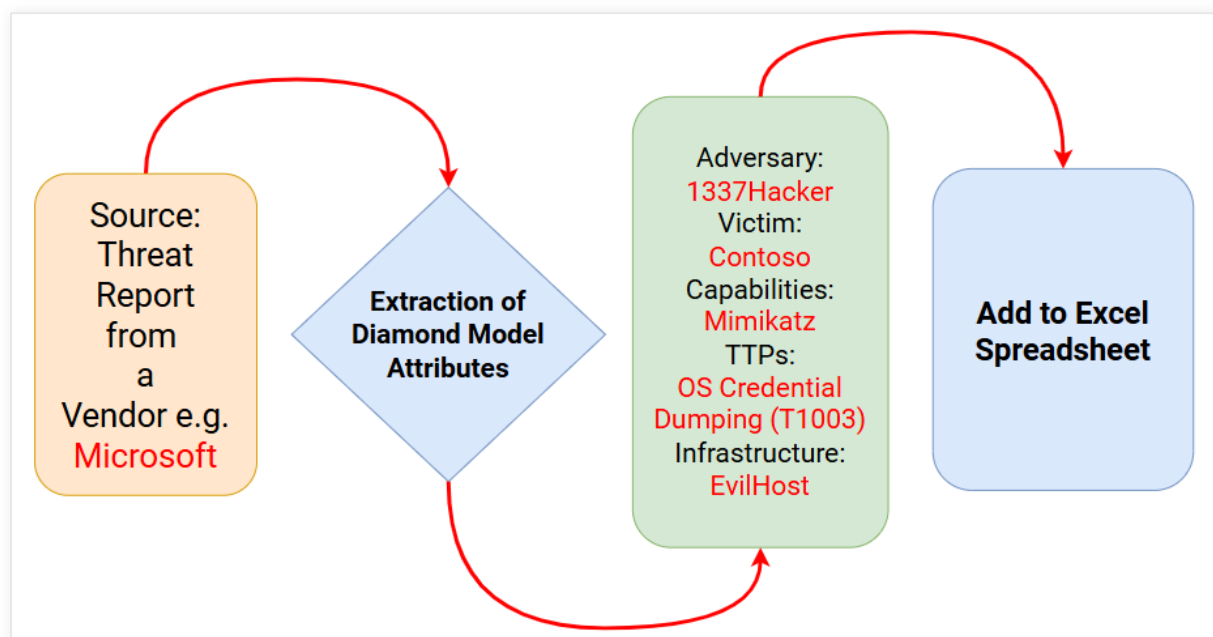 Source:
Threat
Report
from
a
Vendor e.g.
Microsoft
Extraction of
Diamond Model
Attributes
Adversary:
1337Hacker
Victim:
Contoso
Capabilities:
Mimikatz
TTPs:
OS Credential
Dumping (T1003)
Infrastructure:
EvilHost
Add to Excel
Spreadsheet